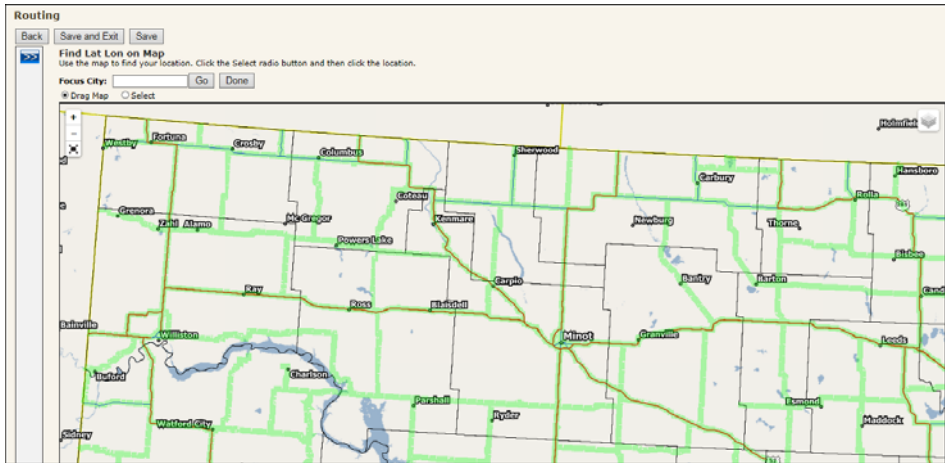 Routing
Back Save and Exit Save
Find Lat Lon on Map
Use the map to find your location. Click the Select radio button and then click the location.
Focus City: Go Done
Drag Map Select
Holmfield
Westby Fortuna Crosby Columbus Sherwood Carbury Hansboro
Coteau Rolla
Grenora Zahl Alamo Mc Gregor Kenmare Newburg Thorne
Powers Lake Bisbee
Ray Carpio Bantry Barton Cand
Ross Blaisdell
Bainville Williston Minot Granville Leeds
Buford Charlson
Parshall Ryder Esmond Maddock
Sidney Watford City